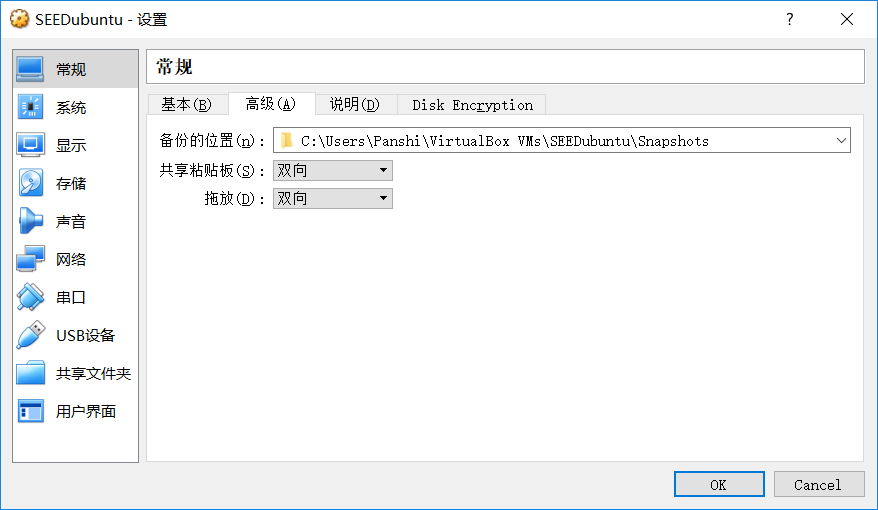 SEEDubuntu - 设置
?
常规
系统
显示
存储
声音
网络
串口
USB设备
共享文件夹
用户界面
常规
基本(B) 高级(A) 说明(D) Disk Encryption
备份的位置(n): C:\Users\Panshi\VirtualBox VMs\SEEDubuntu\Snapshots
共享粘贴板(S): 双向
拖放(D): 双向
OK Cancel